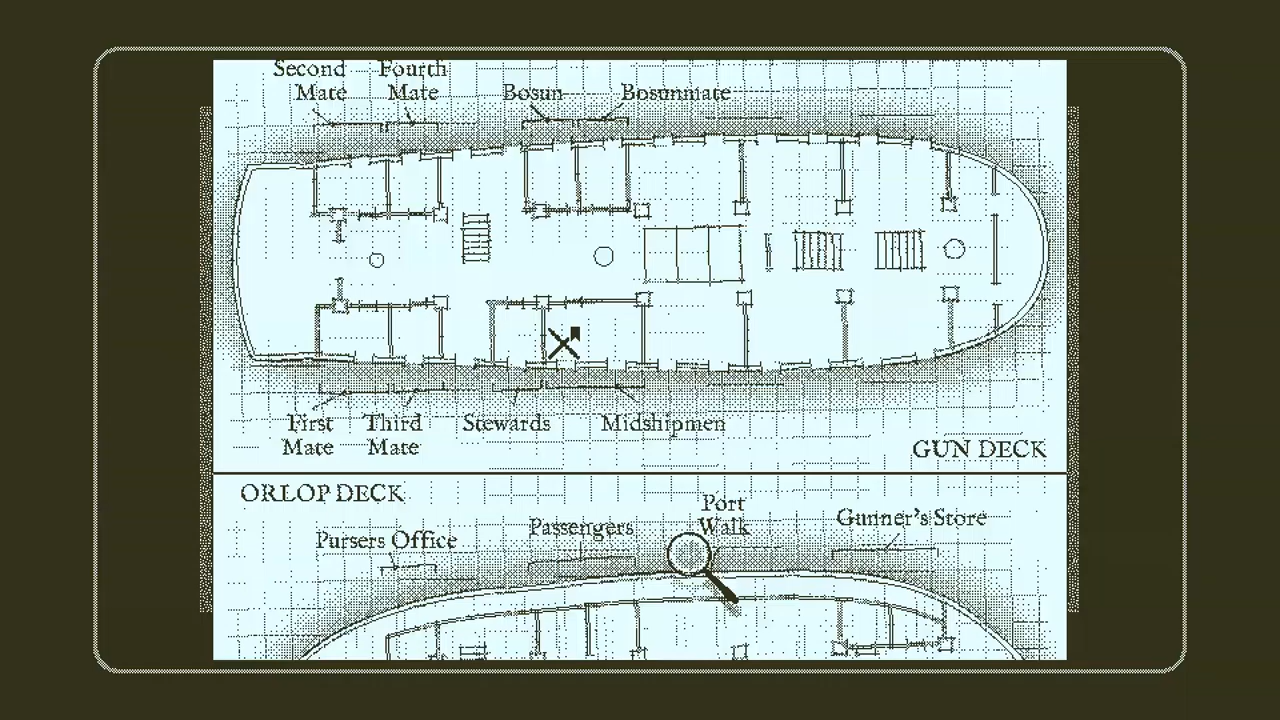 Second Fourth
Mate Mate
Bosun Bosunmate
First Third Stewards Midshipmen
Mate Mate
GUN DECK
ORLOP DECK
Port
Pursers Office Passengers Walk Gunner's Store